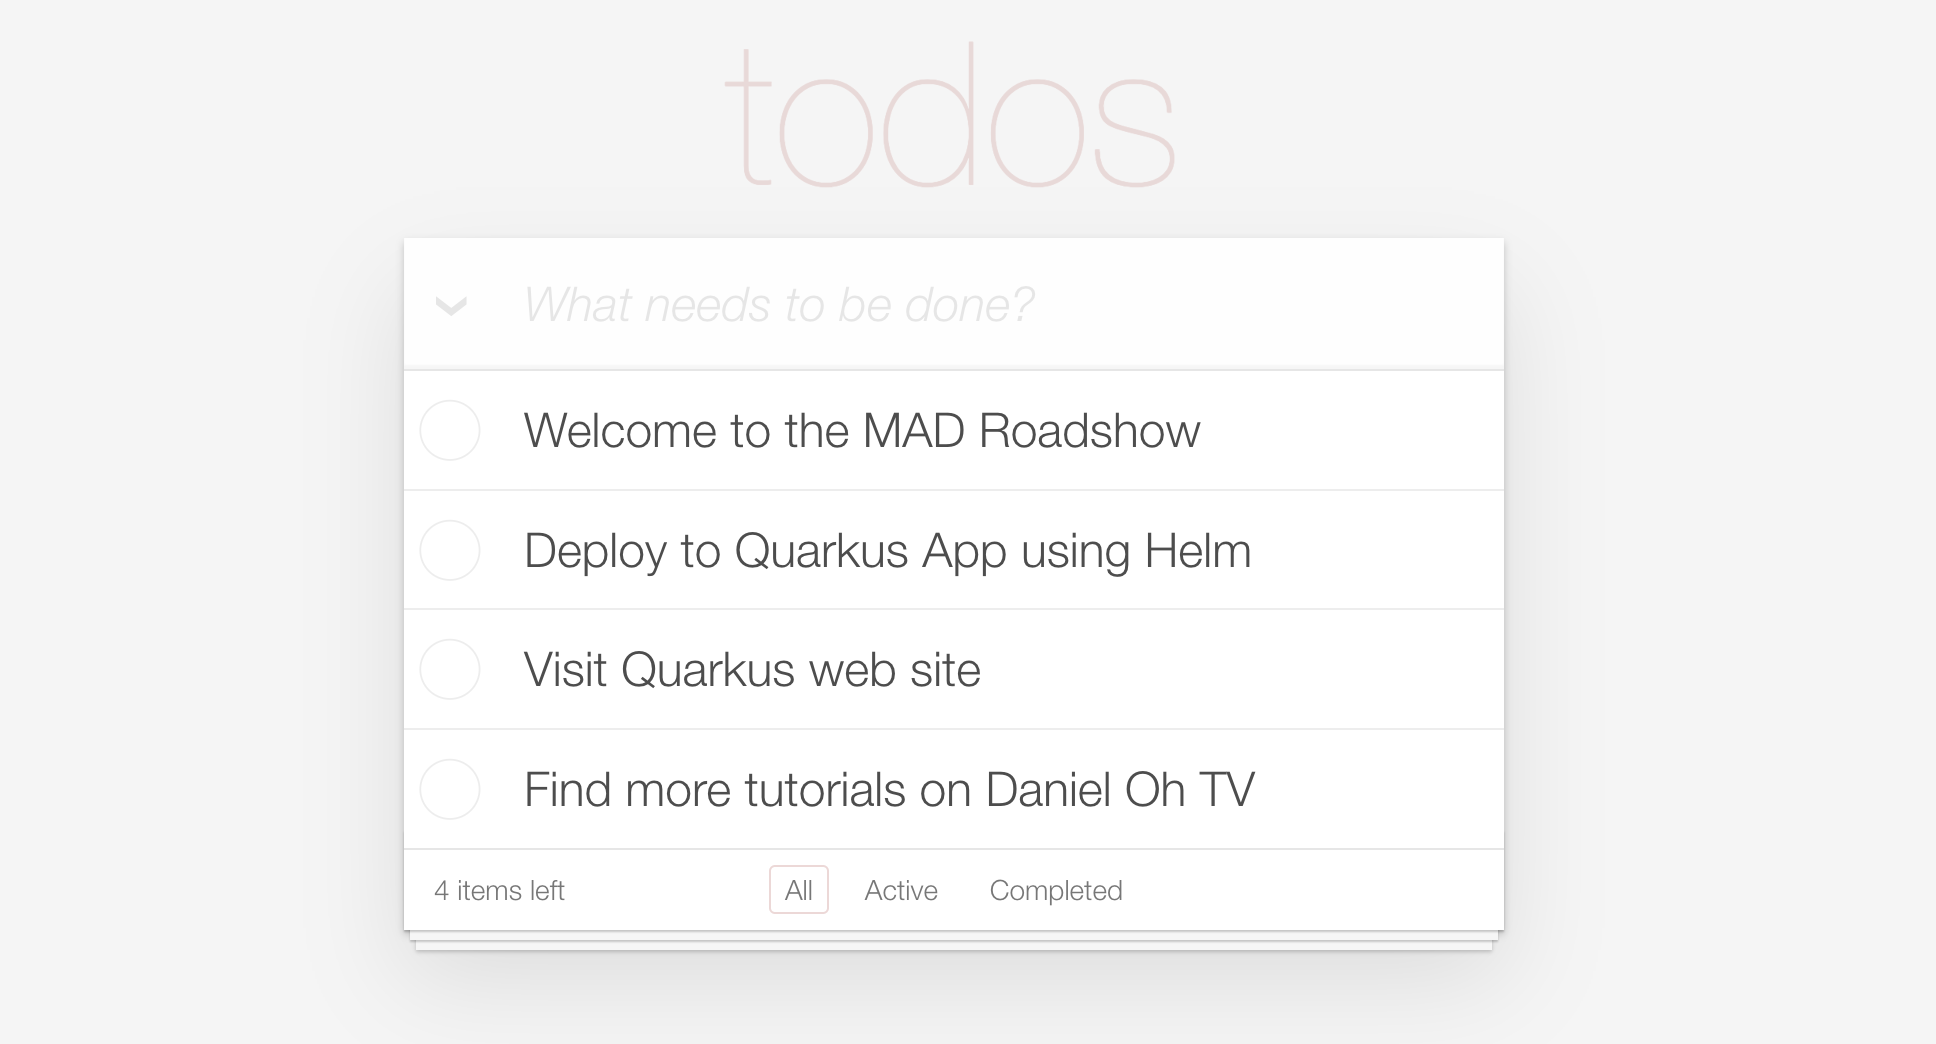 todos
What needs to be done?
Welcome to the MAD Roadshow
Deploy to Quarkus App using Helm
Visit Quarkus web site
Find more tutorials on Daniel Oh TV
4 items left All Active Completed